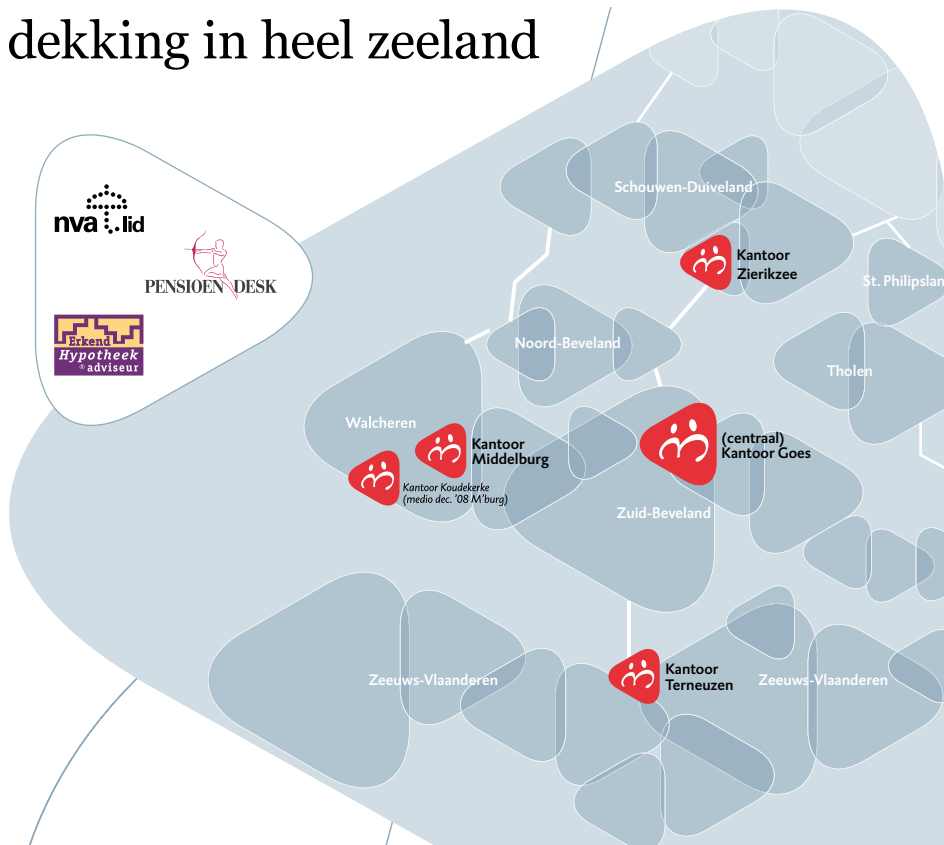 dekking in heel zeeland
nva lid
PENSIOEN DESK
Erkend
Hypotheek
® adviseur
Schouwen-Duiveland
Kantoor
Zierikzee
St. Philipslan
Noord-Beveland
Tholen
Walcheren
Kantoor
Middelburg
Kantoor Koudekerke
(medio dec. '08 M'burg)
(centraal)
Kantoor Goes
Zuid-Beveland
Kantoor
Terneuzen
Zeeuws-Vlaanderen
Zeeuws-Vlaanderen